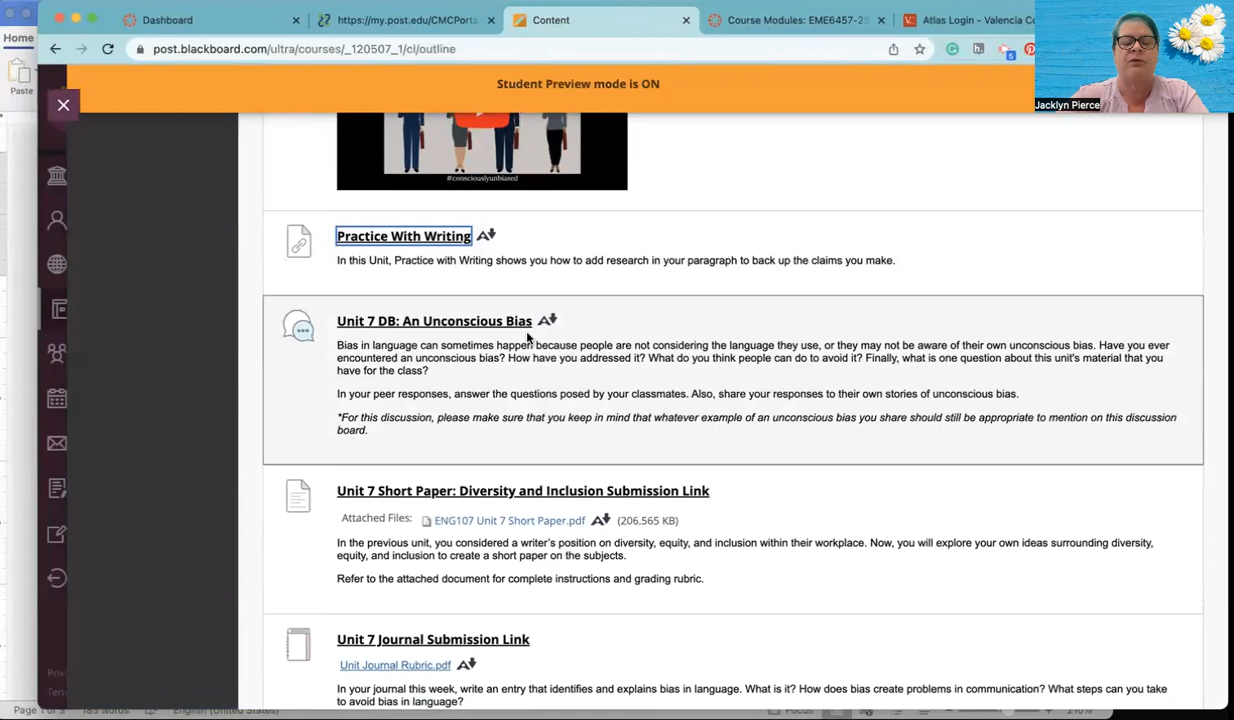 Dashboard
https://my.post.edu/CMCPorta
Content
Course Modules: EME6457-2
Atlas Login - Valencia Co
Home
post.blackboard.com/ultra/courses/_120507_1/cl/outline
5
Paste
Student Preview mode is ON
Jacklyn Pierce
#consciouslyunbiased
Practice With Writing
In this Unit, Practice with Writing shows you how to add research in your paragraph to back up the claims you make.
Unit 7 DB: An Unconscious Bias
Bias in language can sometimes happen because people are not considering the language they use, or they may not be aware of their own unconscious bias. Have you ever
encountered an unconscious bias? How have you addressed it? What do you think people can do to avoid it? Finally, what is one question about this unit's material that you
have for the class?
In your peer responses, answer the questions posed by your classmates. Also, share your responses to their own stories of unconscious bias.
*For this discussion, please make sure that you keep in mind that whatever example of an unconscious bias you share should still be appropriate to mention on this discussion
board.
Unit 7 Short Paper: Diversity and Inclusion Submission Link
Attached Files: ENG107 Unit 7 Short Paper.pdf (206.565 KB)
In the previous unit, you considered a writer's position on diversity, equity, and inclusion within their workplace. Now, you will explore your own ideas surrounding diversity,
equity, and inclusion to create a short paper on the subjects.
Refer to the attached document for complete instructions and grading rubric.
Unit 7 Journal Submission Link
Unit Journal Rubric.pdf
In your journal this week, write an entry that identifies and explains bias in language. What is it? How does bias create problems in communication? What steps can you take
to avoid bias in language?
Priv
Term
Page 1 of 3 185 words English (United States) Focus 210%